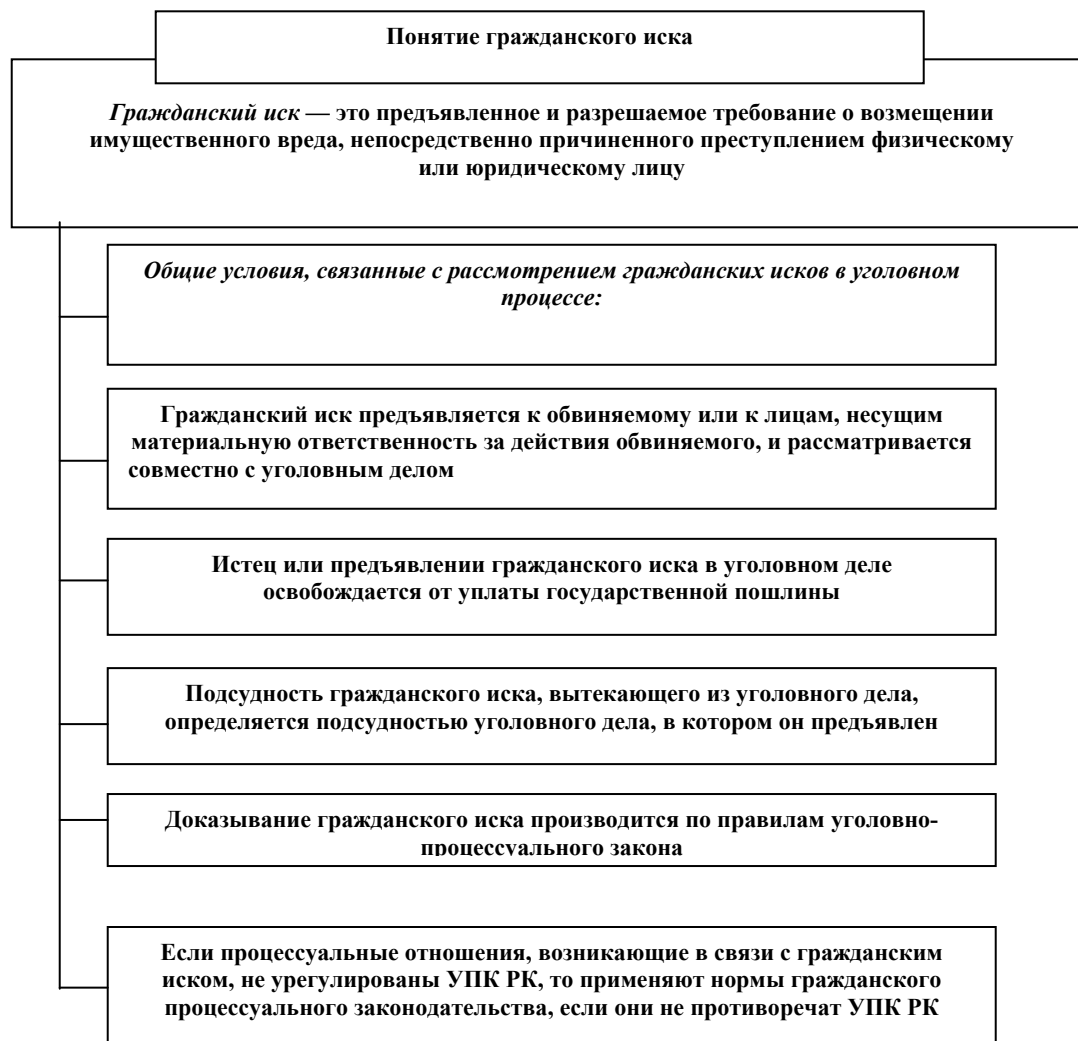 Понятие гражданского иска
Гражданский иск — это предъявленное и разрешаемое требование о возмещении
имущественного вреда, непосредственно причиненного преступлением физическому
или юридическому лицу
Общие условия, связанные с рассмотрением гражданских исков в уголовном
процессе:
Гражданский иск предъявляется к обвиняемому или к лицам, несущим
материальную ответственность за действия обвиняемого, и рассматривается
совместно с уголовным делом
Истец или предъявлении гражданского иска в уголовном деле
освобождается от уплаты государственной пошлины
Подсудность гражданского иска, вытекающего из уголовного дела,
определяется подсудностью уголовного дела, в котором он предъявлен
Доказывание гражданского иска производится по правилам уголовно-
процессуального закона
Если процессуальные отношения, возникающие в связи с гражданским
иском, не урегулированы УПК РК, то применяют нормы гражданского
процессуального законодательства, если они не противоречат УПК РК